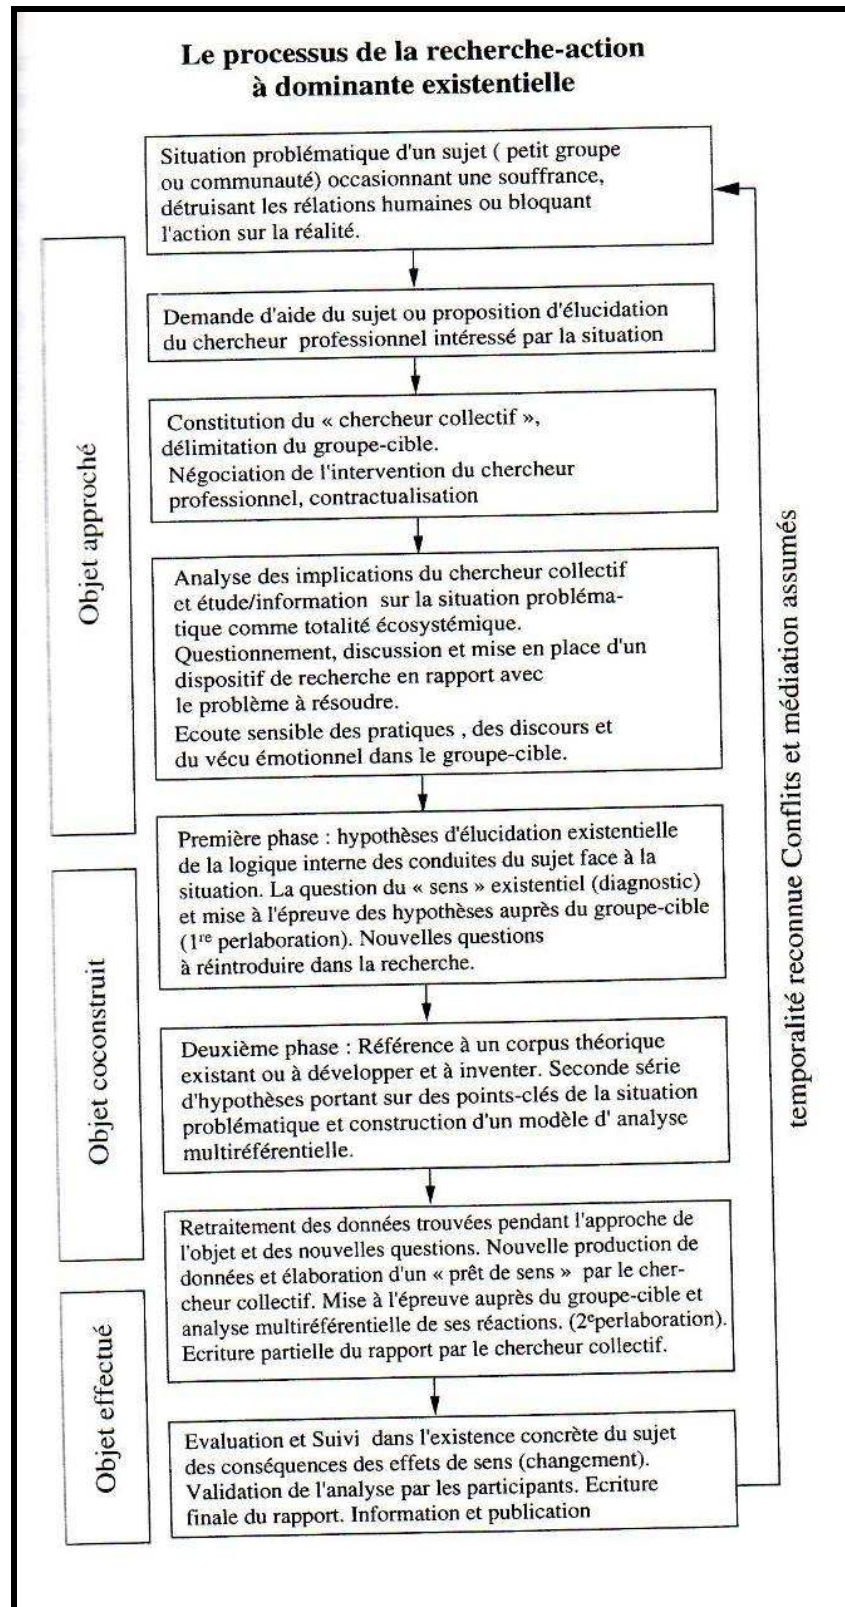 Le processus de la recherche-action
à dominante existentielle
Situation problématique d'un sujet ( petit groupe
ou communauté) occasionnant une souffrance,
détruisant les rélations humaines ou bloquant
l'action sur la réalité.
Demande d'aide du sujet ou proposition d'élucidation
du chercheur professionnel intéressé par la situation
Constitution du « chercheur collectif »,
délimitation du groupe-cible.
Négociation de l'intervention du chercheur
professionnel, contractualisation
Analyse des implications du chercheur collectif
et étude/information sur la situation probléma-
tique comme totalité écosystémique.
Questionnement, discussion et mise en place d'un
dispositif de recherche en rapport avec
le problème à résoudre.
Ecoute sensible des pratiques , des discours et
du vécu émotionnel dans le groupe-cible.
Objet approché
Première phase : hypothèses d'élucidation existentielle
de la logique interne des conduites du sujet face à la
situation. La question du « sens » existentiel (diagnostic)
et mise à l'épreuve des hypothèses auprès du groupe-cible
(1re perlaboration). Nouvelles questions
à réintroduire dans la recherche.
Deuxième phase : Référence à un corpus théorique
existant ou à développer et à inventer. Seconde série
d'hypothèses portant sur des points-clés de la situation
problématique et construction d'un modèle d' analyse
multiréférentielle.
Objet coconstruit
Retraitement des données trouvées pendant l'approche de
l'objet et des nouvelles questions. Nouvelle production de
données et élaboration d'un « prêt de sens » par le cher-
cheur collectif. Mise à l'épreuve auprès du groupe-cible et
analyse multiréférentielle de ses réactions. (2eperlaboration).
Ecriture partielle du rapport par le chercheur collectif.
Evaluation et Suivi dans l'existence concrète du sujet
des conséquences des effets de sens (changement).
Validation de l'analyse par les participants. Ecriture
finale du rapport. Information et publication
Objet effectué
temporalité reconnue Conflits et médiation assumés